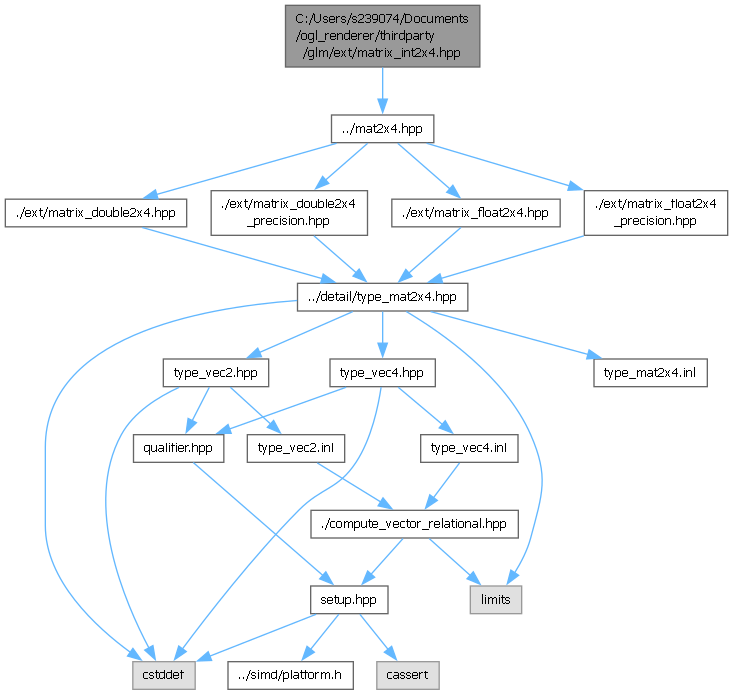 C:/Users/s239074/Documents
/ogl_renderer/thirdparty
/glm/ext/matrix_int2x4.hpp
../mat2x4.hpp
./ext/matrix_double2x4.hpp
./ext/matrix_double2x4
_precision.hpp
./ext/matrix_float2x4.hpp
./ext/matrix_float2x4
_precision.hpp
../detail/type_mat2x4.hpp
type_vec2.hpp
type_vec4.hpp
type_mat2x4.inl
qualifier.hpp
type_vec2.inl
type_vec4.inl
./compute_vector_relational.hpp
setup.hpp
limits
cstddef
../simd/platform.h
cassert